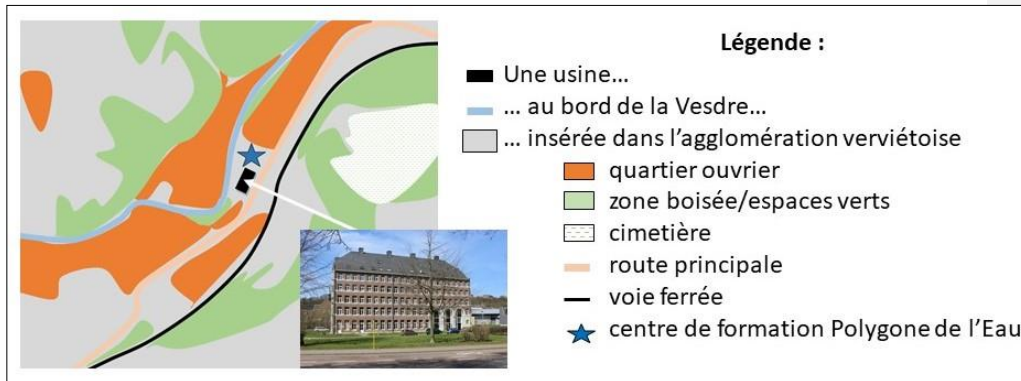 Légende :
Une usine…
… au bord de la Vesdre…
… insérée dans l’agglomération verviétoise
quartier ouvrier
zone boisée/espaces verts
cimetière
route principale
voie ferrée
centre de formation Polygone de l’Eau